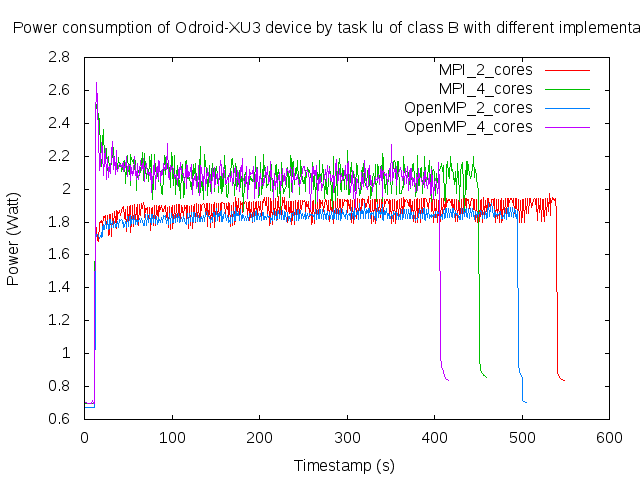 Power consumption of Odroid-XU3 device by task lu of class B with different implementa
2.8
MPI_2_cores
MPI_4_cores
OpenMP_2_cores
OpenMP_4_cores
2.6
2.4
2.2
2
1.8
1.6
1.4
1.2
1
0.8
0.6
Power (Watt)
0 100 200 300 400 500 600
Timestamp (s)